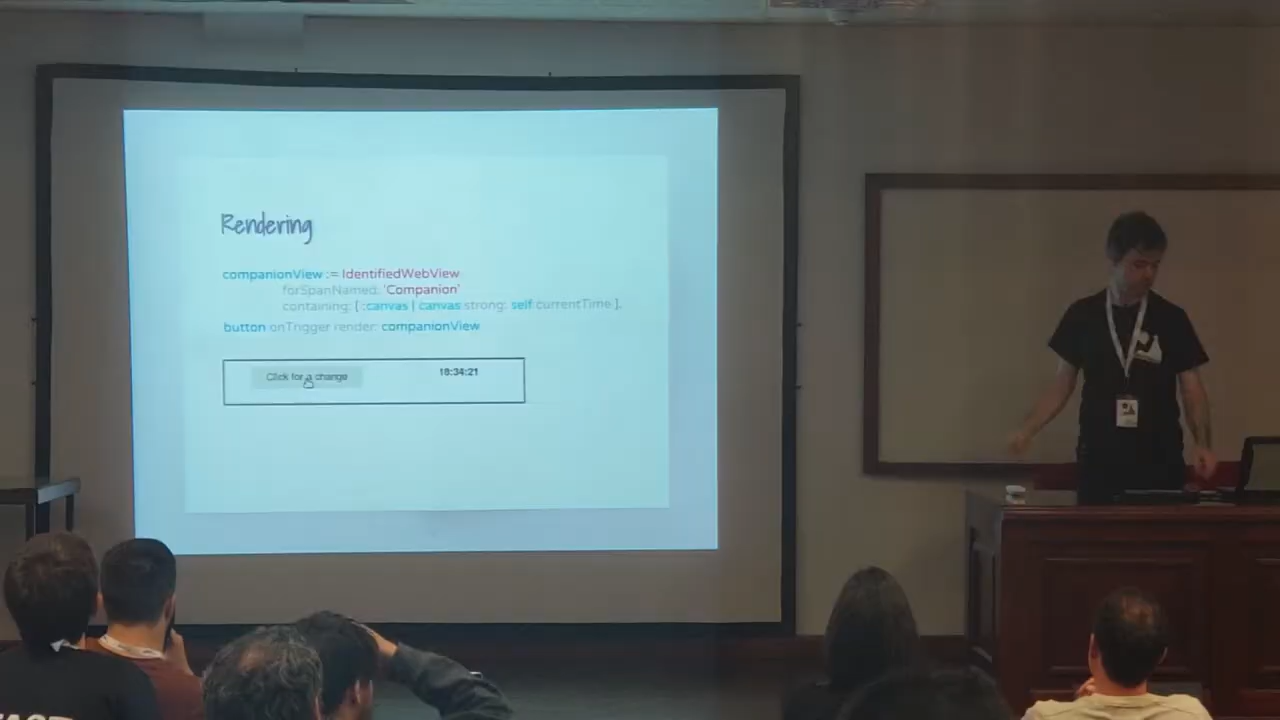 Rendering
companionView := IdentifiedWebView
forSpanNamed: 'Companion'
containing: [ :canvas | canvas strong: self currentTime ].
button onTrigger render: companionView
Click for a change
18:34:21